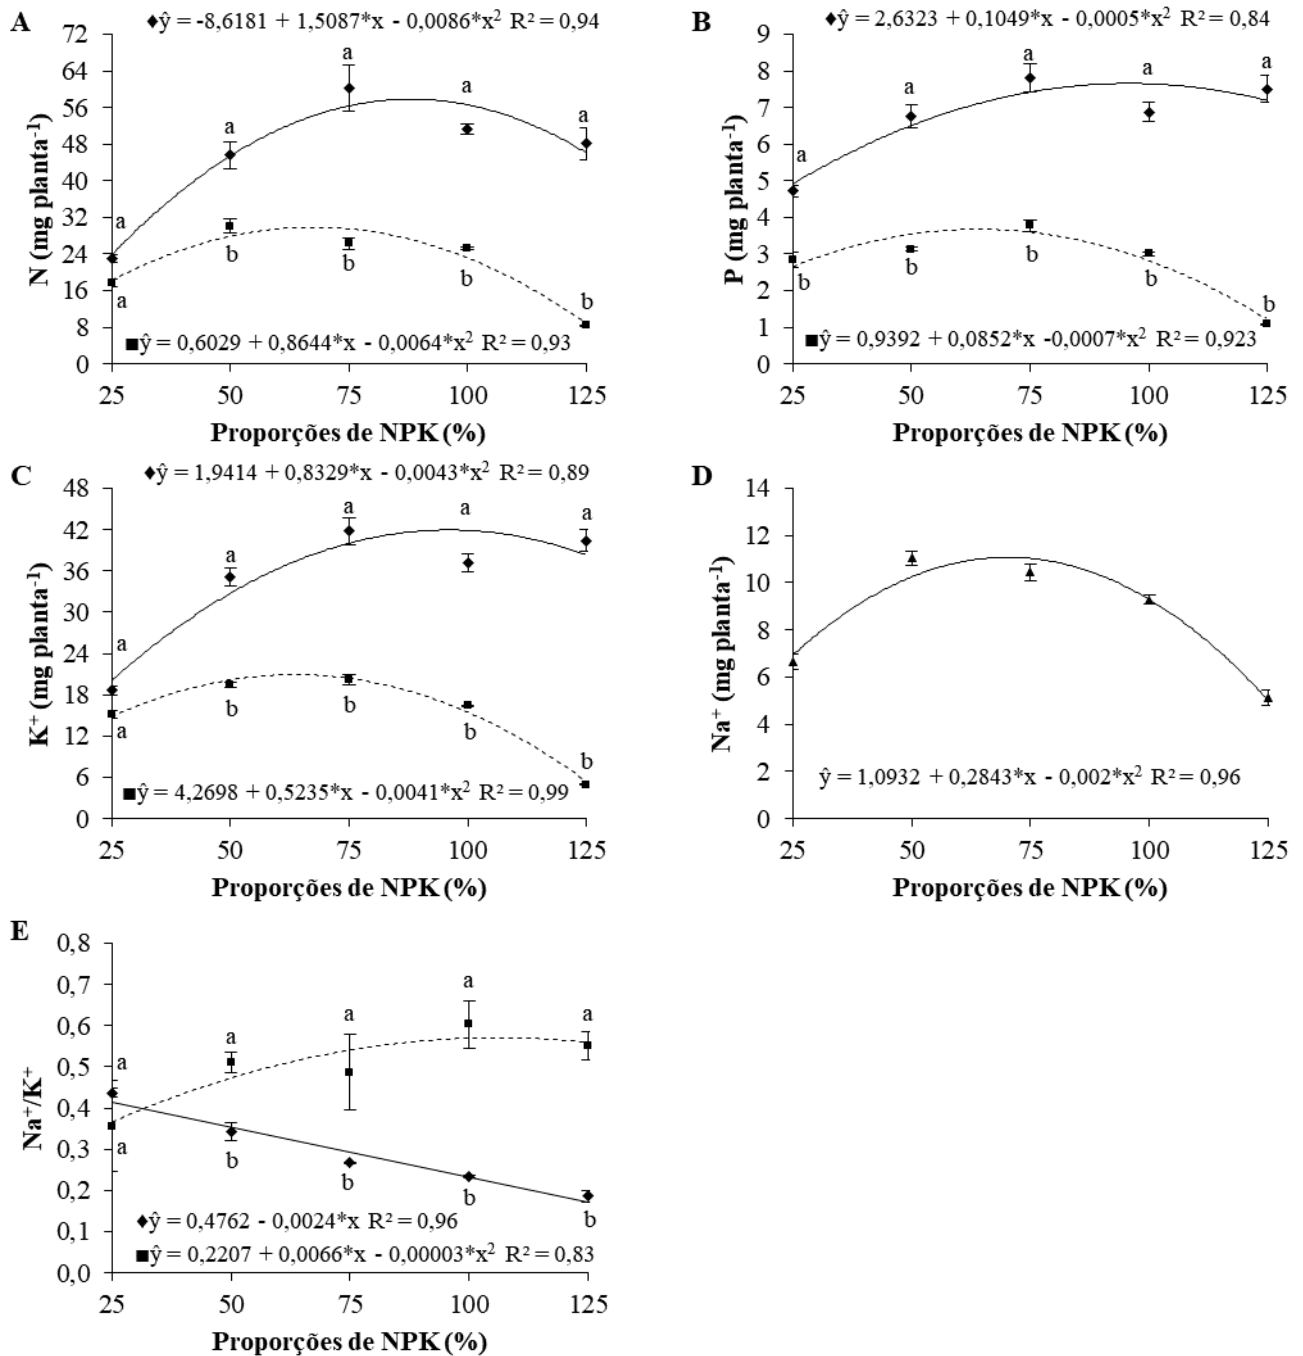 A
◆ŷ = -8,6181 + 1,5087*x - 0,0086*x² R² = 0,94
72
64
56
48
40
32
24
16
8
0
N (mg planta⁻¹)
a
a
a
a
a
a
b
b
b
b
■ŷ = 0,6029 + 0,8644*x - 0,0064*x² R² = 0,93
25 50 75 100 125
Proporções de NPK (%)
B
◆ŷ = 2,6323 + 0,1049*x - 0,0005*x² R² = 0,84
9
8
7
6
5
4
3
2
1
0
P (mg planta⁻¹)
a
a
a
a
a
b
b
b
b
b
■ŷ = 0,9392 + 0,0852*x -0,0007*x² R² = 0,923
25 50 75 100 125
Proporções de NPK (%)
C
◆ŷ = 1,9414 + 0,8329*x - 0,0043*x² R² = 0,89
48
42
36
30
24
18
12
6
0
K⁺ (mg planta⁻¹)
a
a
a
a
a
a
b
b
b
b
■ŷ = 4,2698 + 0,5235*x - 0,0041*x² R² = 0,99
25 50 75 100 125
Proporções de NPK (%)
D
14
12
10
8
6
4
2
0
Na⁺ (mg planta⁻¹)
ŷ = 1,0932 + 0,2843*x - 0,002*x² R² = 0,96
25 50 75 100 125
Proporções de NPK (%)
E
0,8
0,7
0,6
0,5
0,4
0,3
0,2
0,1
0,0
Na⁺/K⁺
a
a
a
a
a
a
b
b
b
b
◆ŷ = 0,4762 - 0,0024*x R² = 0,96
■ŷ = 0,2207 + 0,0066*x - 0,00003*x² R² = 0,83
25 50 75 100 125
Proporções de NPK (%)